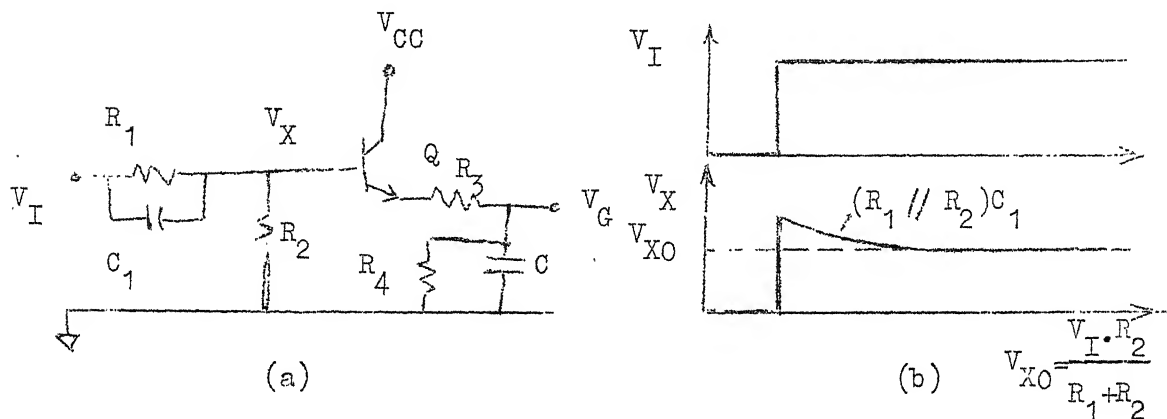 V_CC
R_1
V_X
Q
R_3
V_I
V_G
C_1
R_2
R_4
C
(a)
V_I
V_X
(R_1 // R_2)C_1
V_XO
(b)
V_XO = V_I · R_2 / R_1+R_2